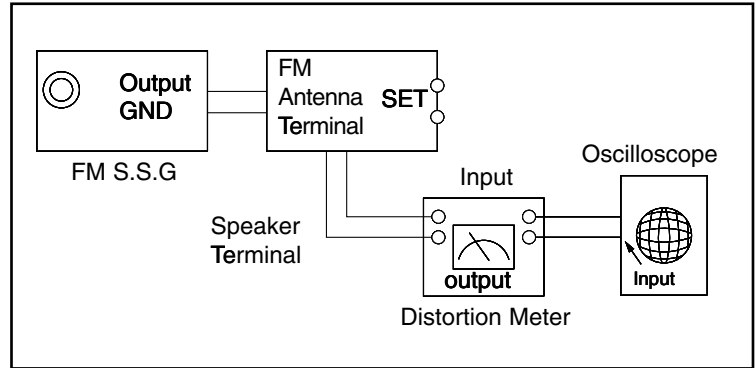 Output
GND
FM S.S.G
FM
Antenna
Terminal
SET
Speaker
Terminal
Input
output
Distortion Meter
Oscilloscope
Input